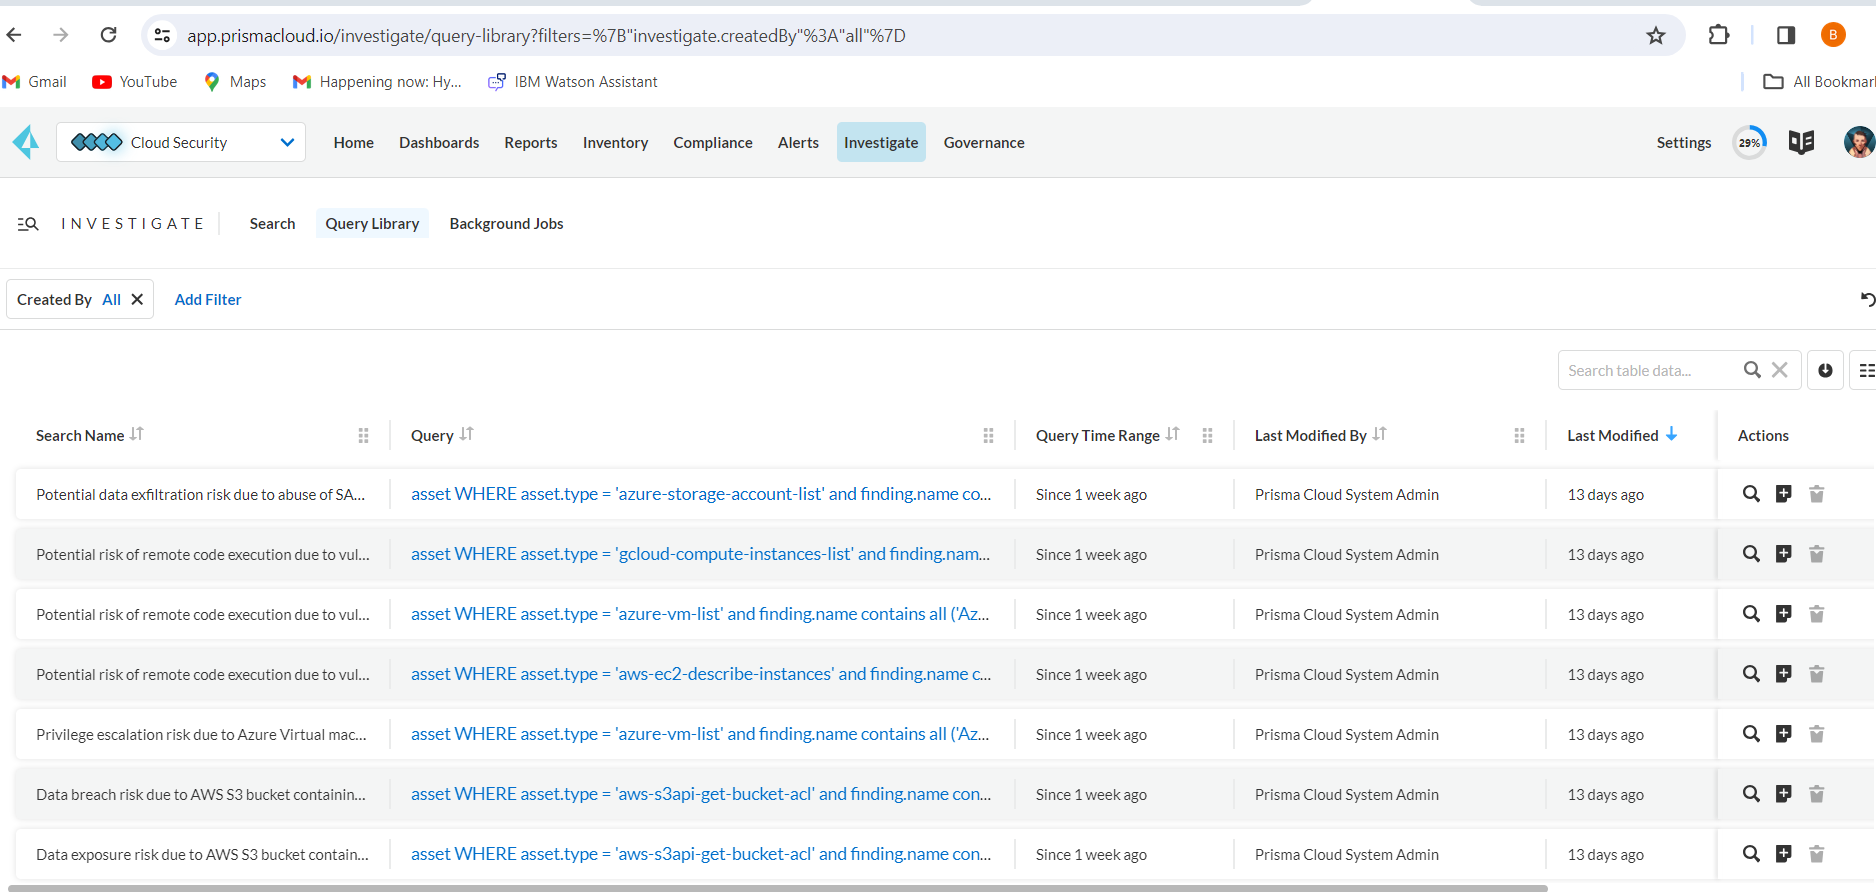 app.prismacloud.io/investigate/query-library?filters=%7B"investigate.createdBy"%3A"all"%7D
B
Gmail YouTube Maps Happening now: Hy... IBM Watson Assistant All Bookmar
Cloud Security Home Dashboards Reports Inventory Compliance Alerts Investigate Governance Settings 29%
INVESTIGATE Search Query Library Background Jobs
Created By All Add Filter
Search table data...
Search Name Query Query Time Range Last Modified By Last Modified Actions
Potential data exfiltration risk due to abuse of SA... asset WHERE asset.type = 'azure-storage-account-list' and finding.name co... Since 1 week ago Prisma Cloud System Admin 13 days ago
Potential risk of remote code execution due to vul... asset WHERE asset.type = 'gcloud-compute-instances-list' and finding.nam... Since 1 week ago Prisma Cloud System Admin 13 days ago
Potential risk of remote code execution due to vul... asset WHERE asset.type = 'azure-vm-list' and finding.name contains all ('Az... Since 1 week ago Prisma Cloud System Admin 13 days ago
Potential risk of remote code execution due to vul... asset WHERE asset.type = 'aws-ec2-describe-instances' and finding.name c... Since 1 week ago Prisma Cloud System Admin 13 days ago
Privilege escalation risk due to Azure Virtual mac... asset WHERE asset.type = 'azure-vm-list' and finding.name contains all ('Az... Since 1 week ago Prisma Cloud System Admin 13 days ago
Data breach risk due to AWS S3 bucket containin... asset WHERE asset.type = 'aws-s3api-get-bucket-acl' and finding.name con... Since 1 week ago Prisma Cloud System Admin 13 days ago
Data exposure risk due to AWS S3 bucket contain... asset WHERE asset.type = 'aws-s3api-get-bucket-acl' and finding.name con... Since 1 week ago Prisma Cloud System Admin 13 days ago